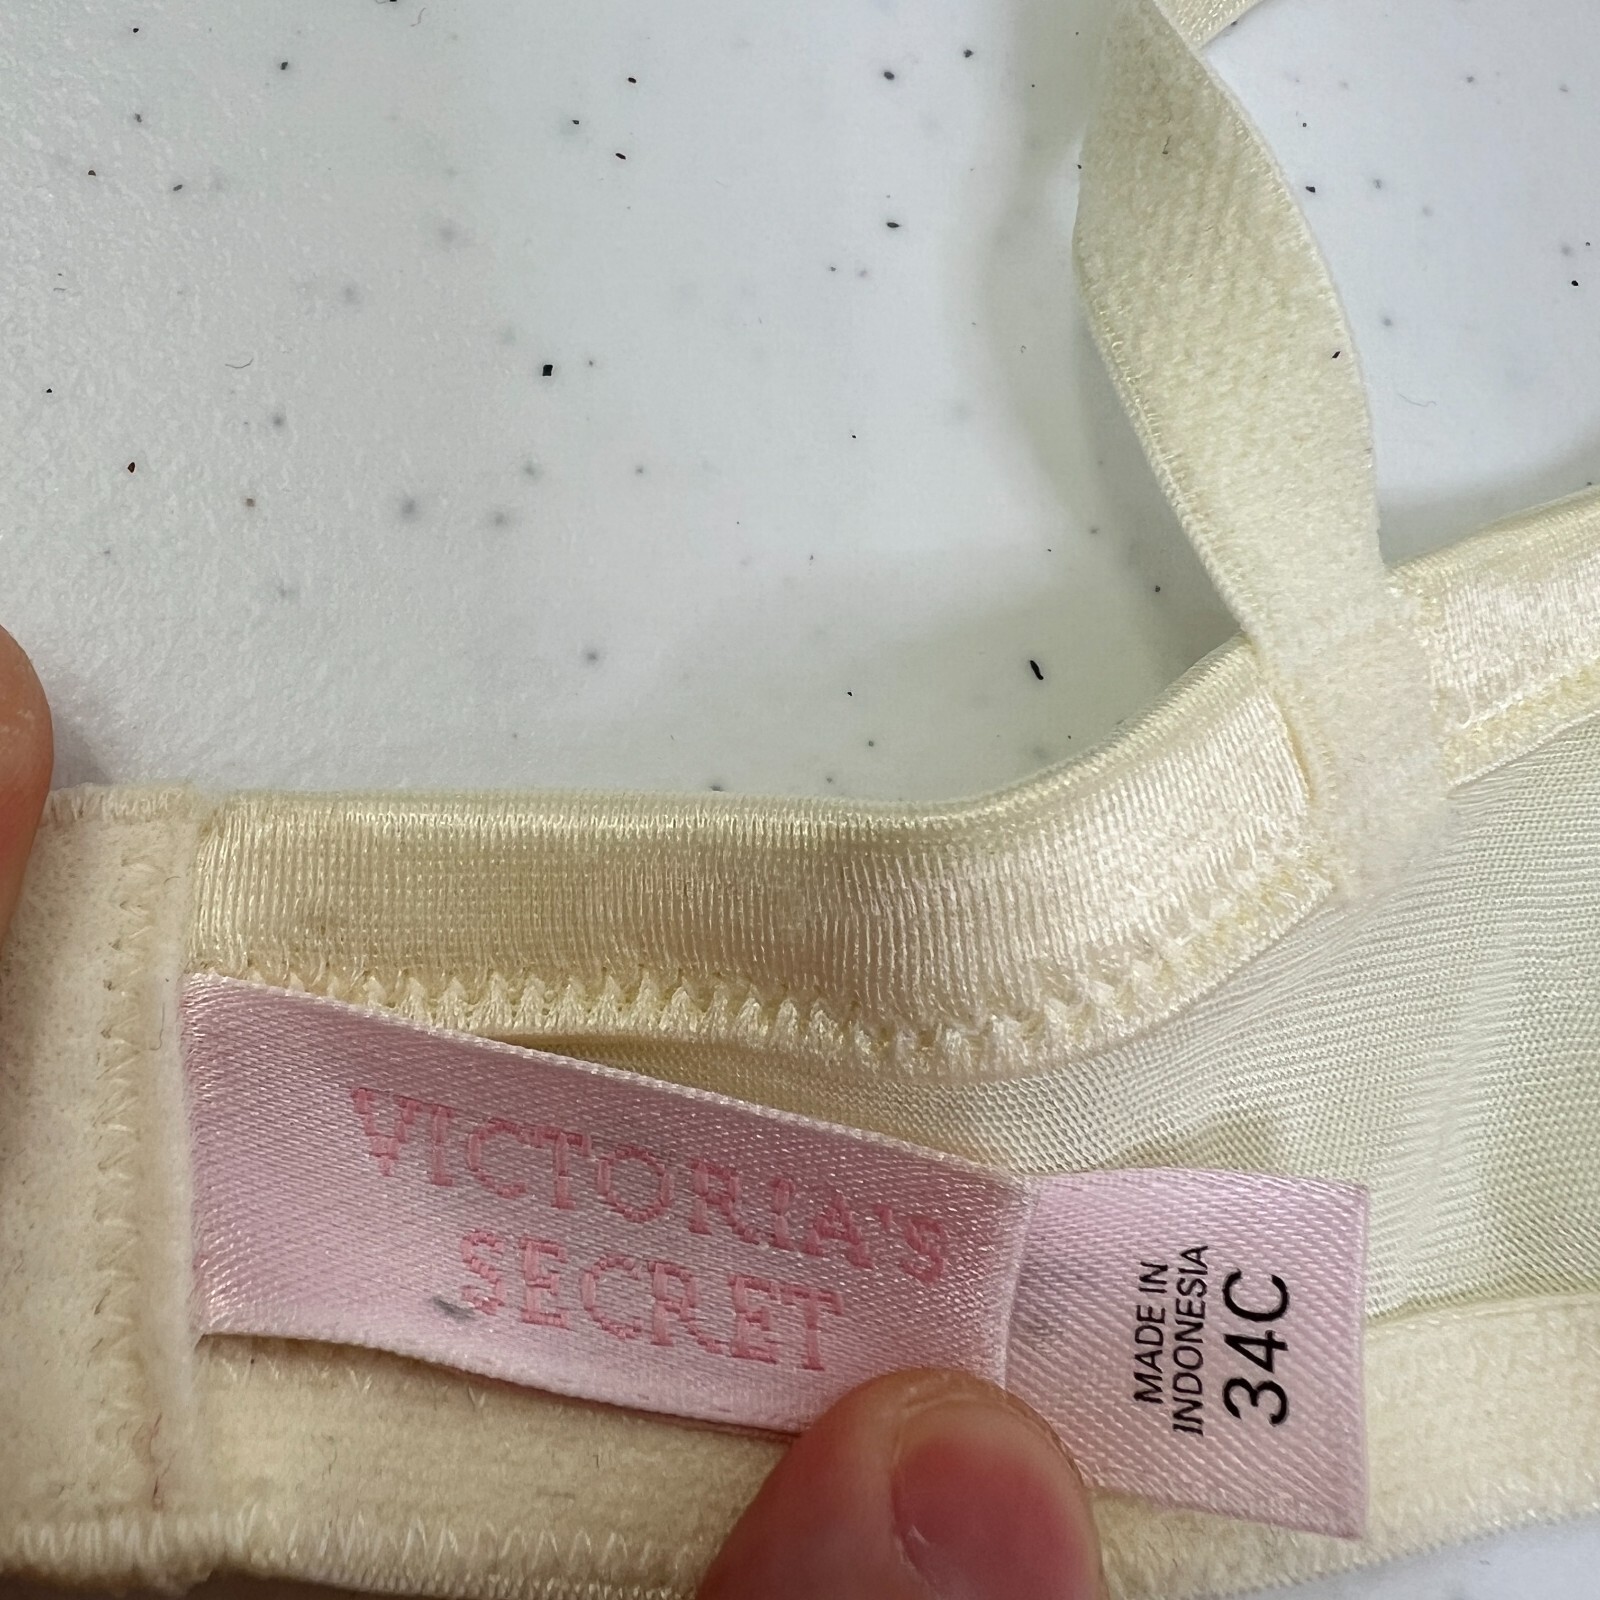 VICTORIA'S
SECRET
MADE IN
INDONESIA
34C